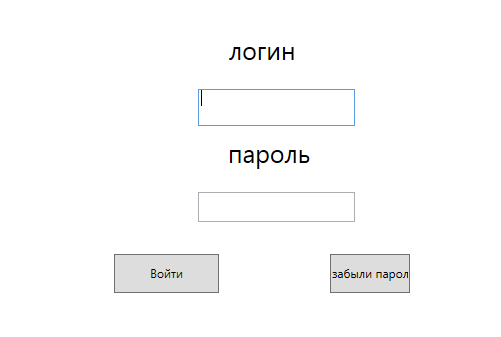 логин
пароль
Войти
забыли парол